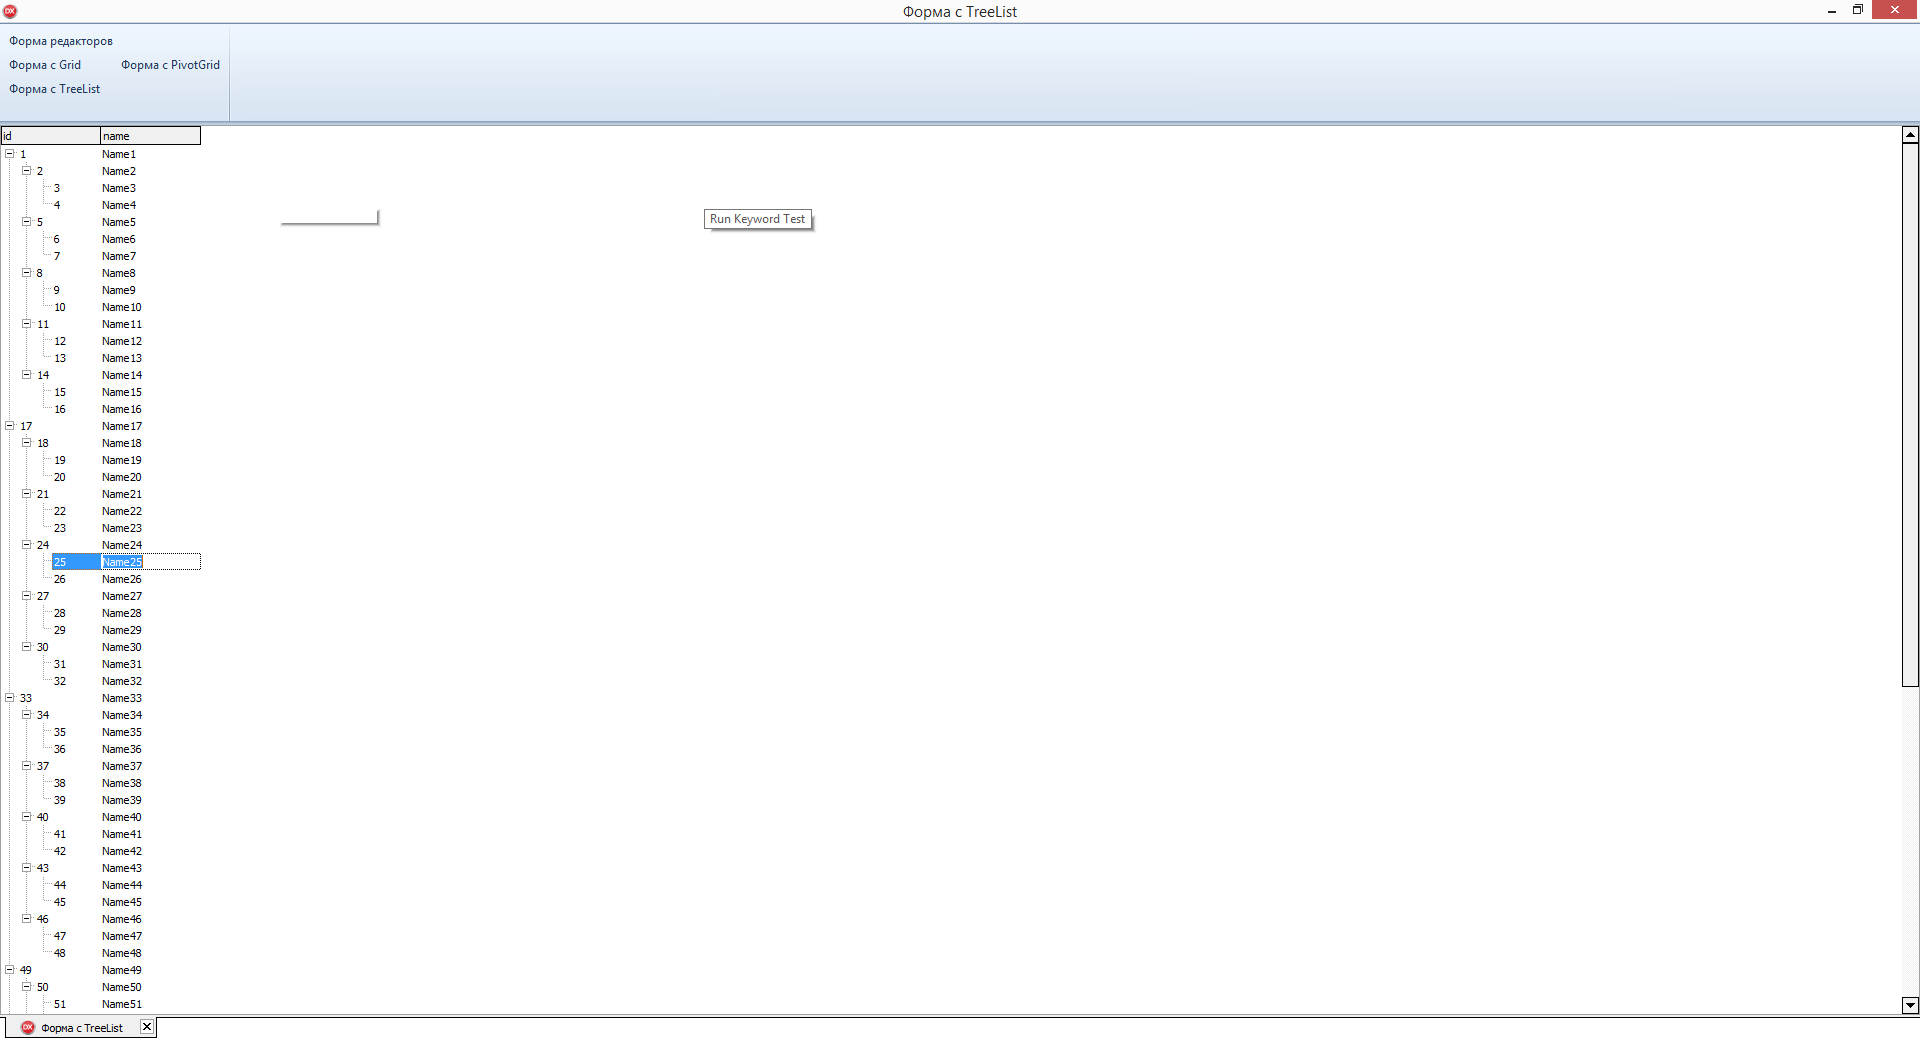 DX Форма с TreeList
Форма редакторов
Форма с Grid Форма с PivotGrid
Форма с TreeList
id name
1 Name1
2 Name2
3 Name3
4 Name4
Run Keyword Test
5 Name5
6 Name6
7 Name7
8 Name8
9 Name9
10 Name10
11 Name11
12 Name12
13 Name13
14 Name14
15 Name15
16 Name16
17 Name17
18 Name18
19 Name19
20 Name20
21 Name21
22 Name22
23 Name23
24 Name24
25 Name25
26 Name26
27 Name27
28 Name28
29 Name29
30 Name30
31 Name31
32 Name32
33 Name33
34 Name34
35 Name35
36 Name36
37 Name37
38 Name38
39 Name39
40 Name40
41 Name41
42 Name42
43 Name43
44 Name44
45 Name45
46 Name46
47 Name47
48 Name48
49 Name49
50 Name50
51 Name51
DX Форма с TreeList